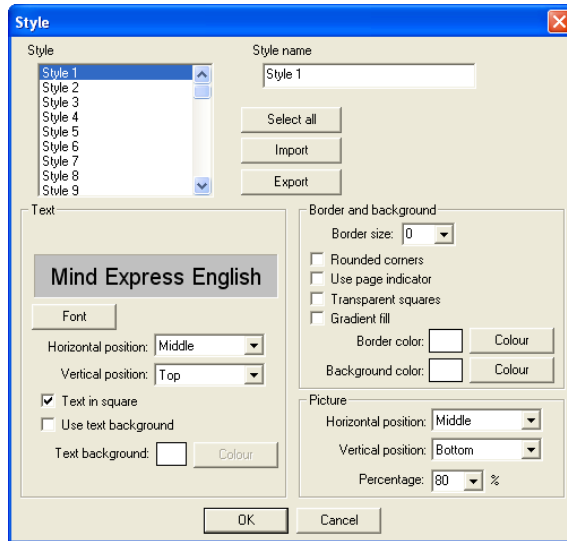 Style
Style
Style name
Style 1
Style 2
Style 3
Style 4
Style 5
Style 6
Style 7
Style 8
Style 9
Style 1
Select all
Import
Export
Text
Mind Express English
Font
Horizontal position: Middle
Vertical position: Top
Text in square
Use text background
Text background: Colour
Border and background
Border size: 0
Rounded corners
Use page indicator
Transparent squares
Gradient fill
Border color: Colour
Background color: Colour
Picture
Horizontal position: Middle
Vertical position: Bottom
Percentage: 80 %
OK Cancel